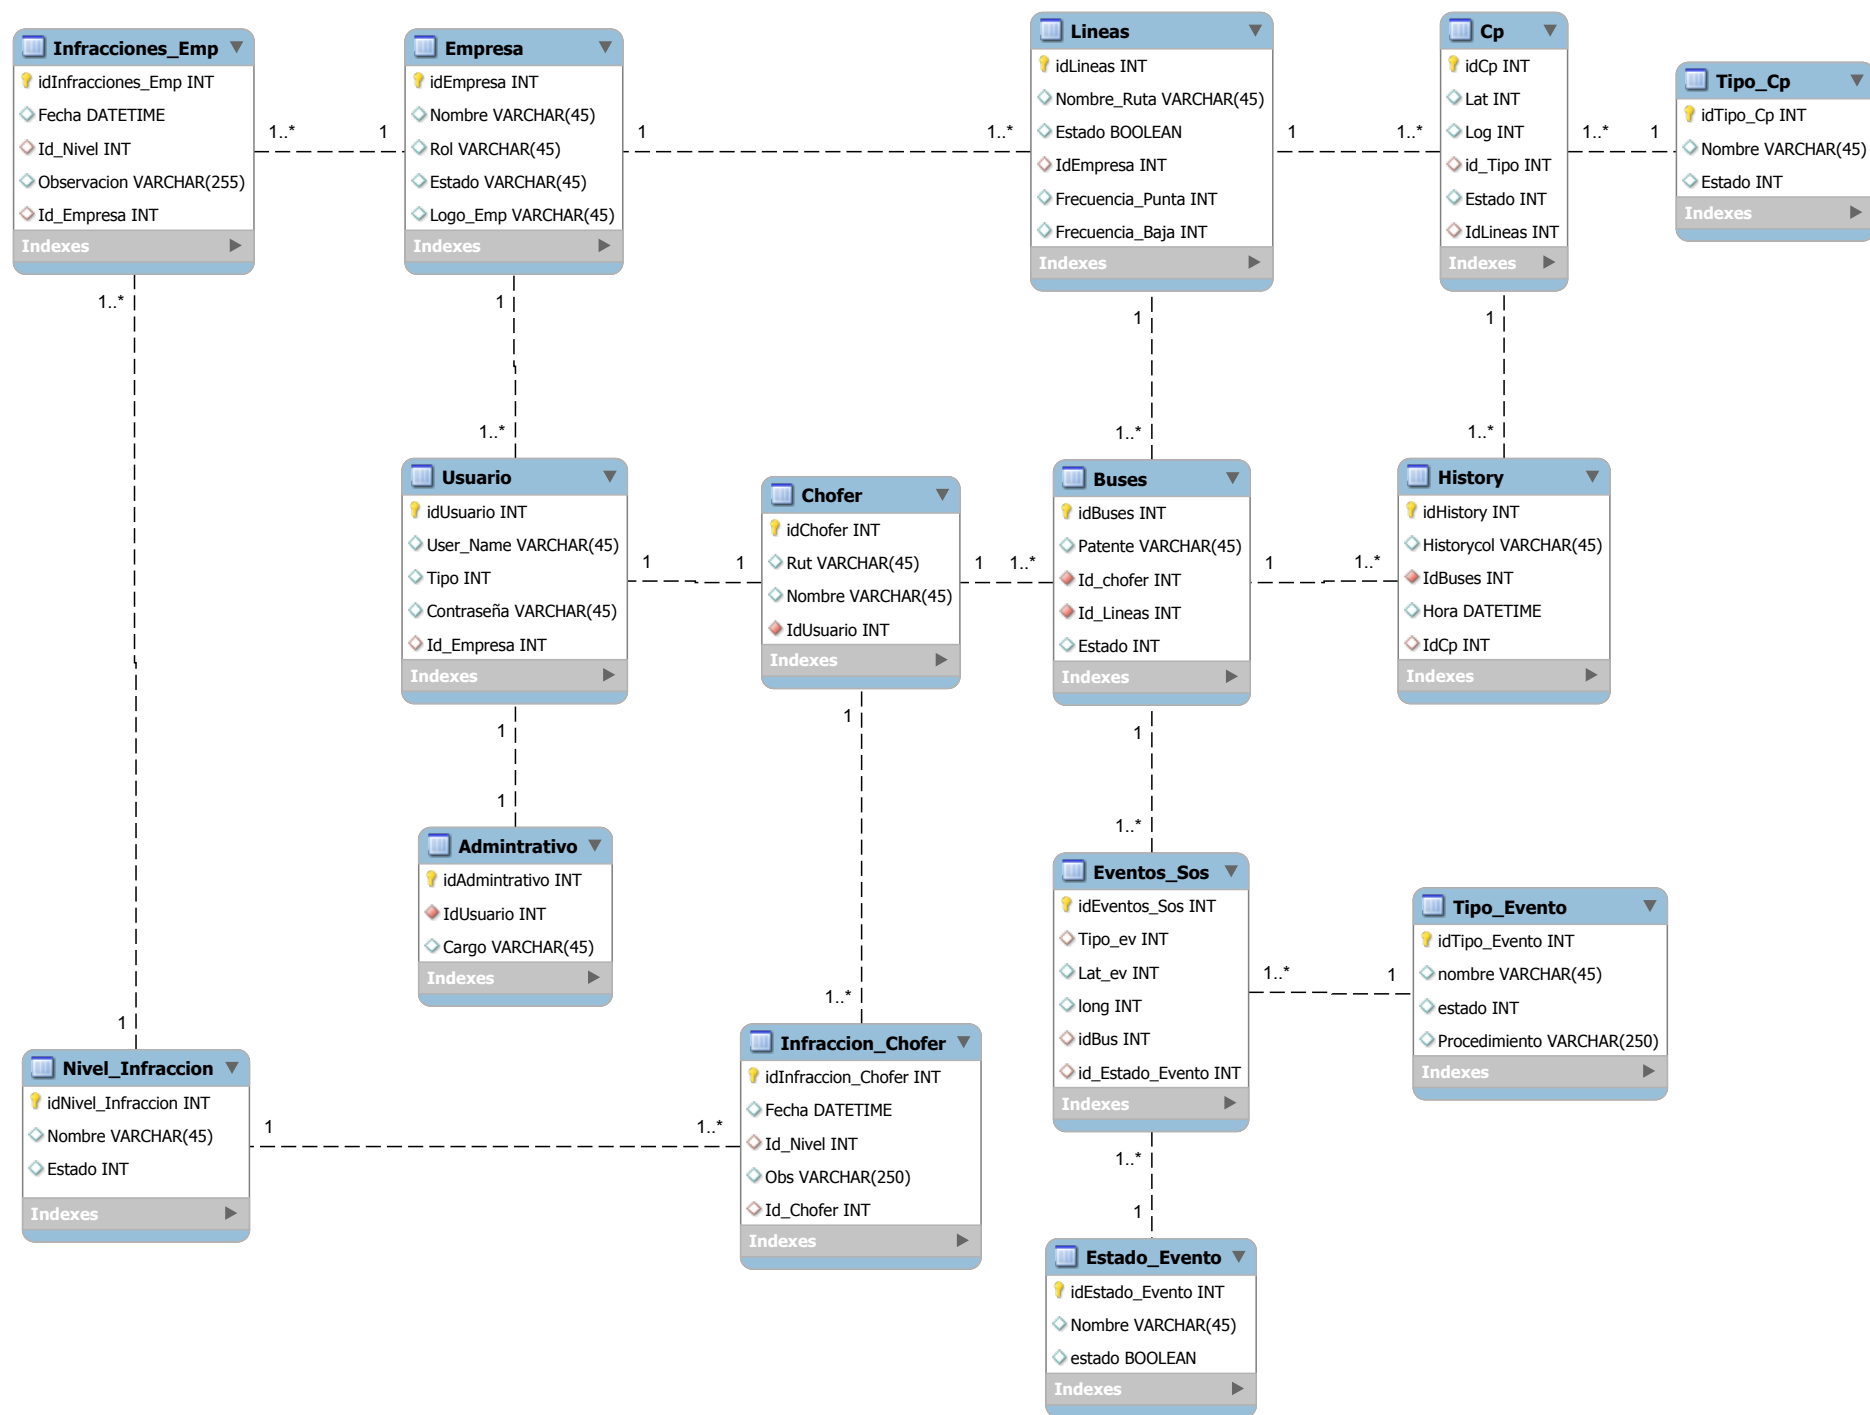 Infracciones_Emp
idInfracciones_Emp INT
Fecha DATETIME
Id_Nivel INT
Observacion VARCHAR(255)
Id_Empresa INT
Indexes
1..*
1
Empresa
idEmpresa INT
Nombre VARCHAR(45)
Rol VARCHAR(45)
Estado VARCHAR(45)
Logo_Emp VARCHAR(45)
Indexes
1
1..*
Lineas
idLineas INT
Nombre_Ruta VARCHAR(45)
Estado BOOLEAN
IdEmpresa INT
Frecuencia_Punta INT
Frecuencia_Baja INT
Indexes
1
1..*
Cp
idCp INT
Lat INT
Log INT
id_Tipo INT
Estado INT
IdLineas INT
Indexes
1..*
1
Tipo_Cp
idTipo_Cp INT
Nombre VARCHAR(45)
Estado INT
Indexes
1..*
1
1
1
1..*
1..*
1..*
Usuario
idUsuario INT
User_Name VARCHAR(45)
Tipo INT
Contraseña VARCHAR(45)
Id_Empresa INT
Indexes
1
1
Chofer
idChofer INT
Rut VARCHAR(45)
Nombre VARCHAR(45)
IdUsuario INT
Indexes
1
1..*
Buses
idBuses INT
Patente VARCHAR(45)
Id_chofer INT
Id_Lineas INT
Estado INT
Indexes
1
1..*
History
idHistory INT
Historycol VARCHAR(45)
IdBuses INT
Hora DATETIME
IdCp INT
Indexes
1
1
1
1
1..*
Admintrativo
idAdmintrativo INT
IdUsuario INT
Cargo VARCHAR(45)
Indexes
Eventos_Sos
idEventos_Sos INT
Tipo_ev INT
Lat_ev INT
long INT
idBus INT
id_Estado_Evento INT
Indexes
1..*
1
Tipo_Evento
idTipo_Evento INT
nombre VARCHAR(45)
estado INT
Procedimiento VARCHAR(250)
Indexes
1..*
1
Nivel_Infraccion
idNivel_Infraccion INT
Nombre VARCHAR(45)
Estado INT
Indexes
1
1..*
Infraccion_Chofer
idInfraccion_Chofer INT
Fecha DATETIME
Id_Nivel INT
Obs VARCHAR(250)
Id_Chofer INT
Indexes
1..*
1
Estado_Evento
idEstado_Evento INT
Nombre VARCHAR(45)
estado BOOLEAN
Indexes